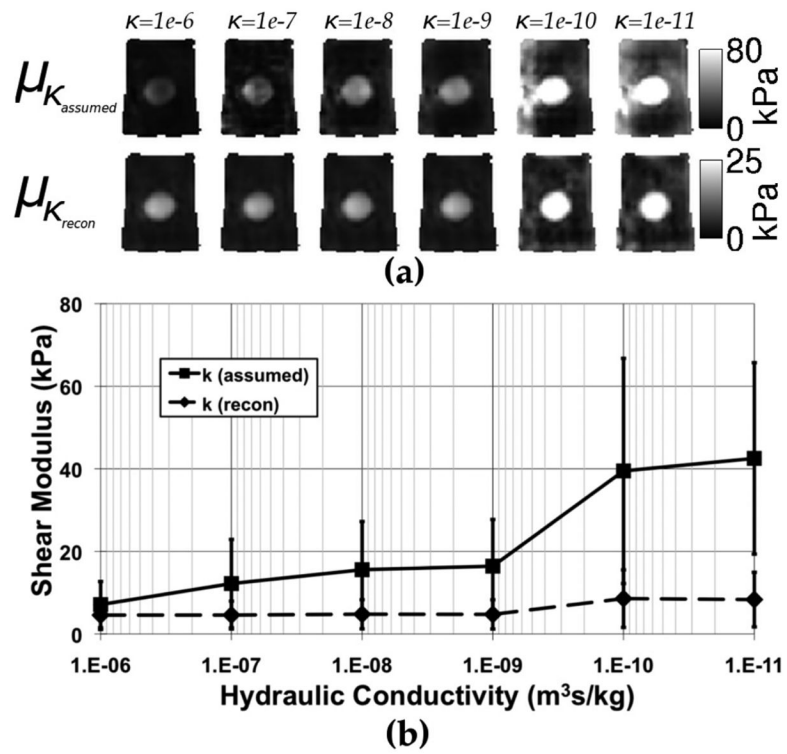 κ=1e-6 κ=1e-7 κ=1e-8 κ=1e-9 κ=1e-10 κ=1e-11
μκassumed
80
0
kPa
μκrecon
25
0
kPa
(a)
80
60
40
20
0
Shear Modulus (kPa)
k (assumed)
k (recon)
1.E-06 1.E-07 1.E-08 1.E-09 1.E-10 1.E-11
Hydraulic Conductivity (m³s/kg)
(b)